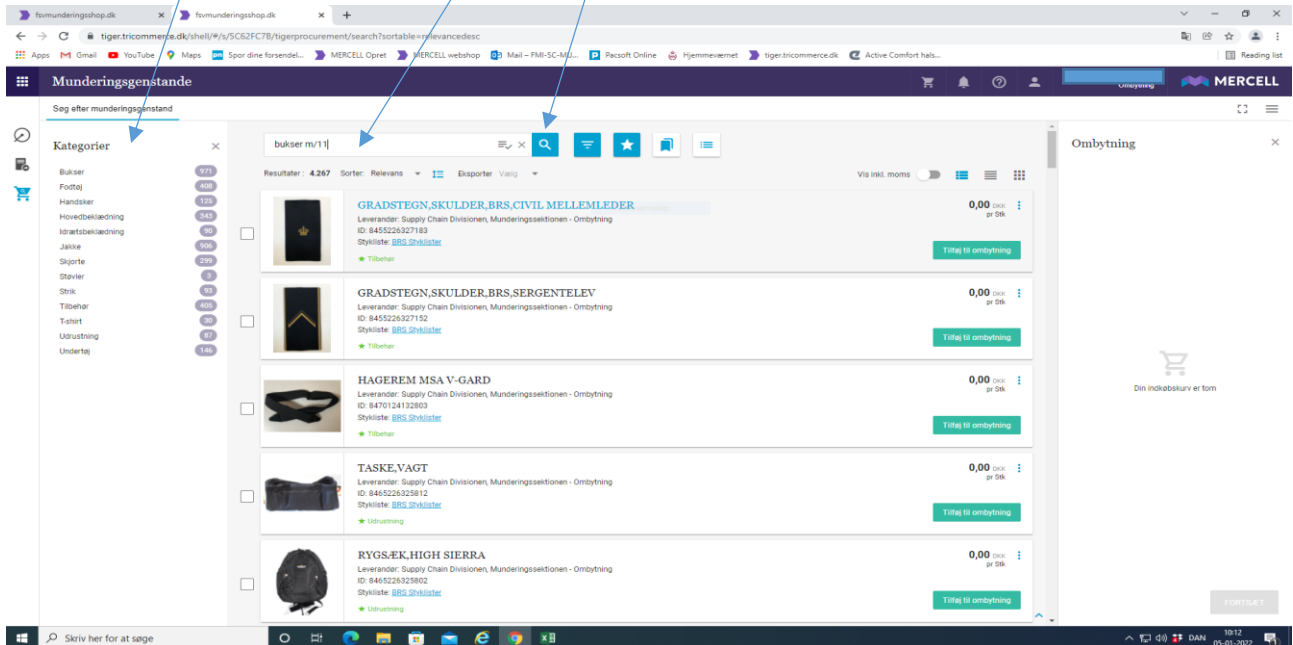 fsvmunderingsshop.dk
fsvmunderingsshop.dk
tiger.tricommerce.dk/shell/#/s/5C62FC78/tigerprocurement/search?sortable=relevancedesc
Apps Gmail YouTube Maps Spor dine forsendel... MERCELL Opret MERCELL webshop Mail – FMI-SC-MU... Pacsoft Online Hjemmeværnet tiger.tricommerce.dk Active Comfort hals... Reading list
Munderingsgenstande
Ombytning
MERCELL
Søg efter munderingsgenstand
Kategorier
Bukser 971
Fodtøj 408
Handsker 125
Hovedbeklædning 343
Idrætsbeklædning 90
Jakke 906
Skjorte 299
Støvler 3
Strik 93
Tilbehør 405
T-shirt 30
Udrustning 87
Undertøj 146
bukser m/11
Resultater: 4.267 Sorter: Relevans Eksporter Vælg Vis inkl. moms
GRADSTEGN,SKULDER,BRS,CIVIL MELLEMLEDER
Leverandør: Supply Chain Divisionen, Munderingssektionen - Ombytning
ID: 8455226327183
Stykliste: BRS Styklister
Tilbehør
0,00 DKK
pr Stk
Tilføj til ombytning
GRADSTEGN,SKULDER,BRS,SERGENTELEV
Leverandør: Supply Chain Divisionen, Munderingssektionen - Ombytning
ID: 8455226327152
Stykliste: BRS Styklister
Tilbehør
0,00 DKK
pr Stk
Tilføj til ombytning
HAGEREM MSA V-GARD
Leverandør: Supply Chain Divisionen, Munderingssektionen - Ombytning
ID: 8470124132803
Stykliste: BRS Styklister
Tilbehør
0,00 DKK
pr Stk
Tilføj til ombytning
TASKE,VAGT
Leverandør: Supply Chain Divisionen, Munderingssektionen - Ombytning
ID: 8465226325812
Stykliste: BRS Styklister
Udrustning
0,00 DKK
pr Stk
Tilføj til ombytning
RYGSÆK,HIGH SIERRA
Leverandør: Supply Chain Divisionen, Munderingssektionen - Ombytning
ID: 8465226325802
Stykliste: BRS Styklister
Udrustning
0,00 DKK
pr Stk
Tilføj til ombytning
Ombytning
Din indkøbskurv er tom
FORTSÆT
Skriv her for at søge
DAN
10:12
05-01-2022